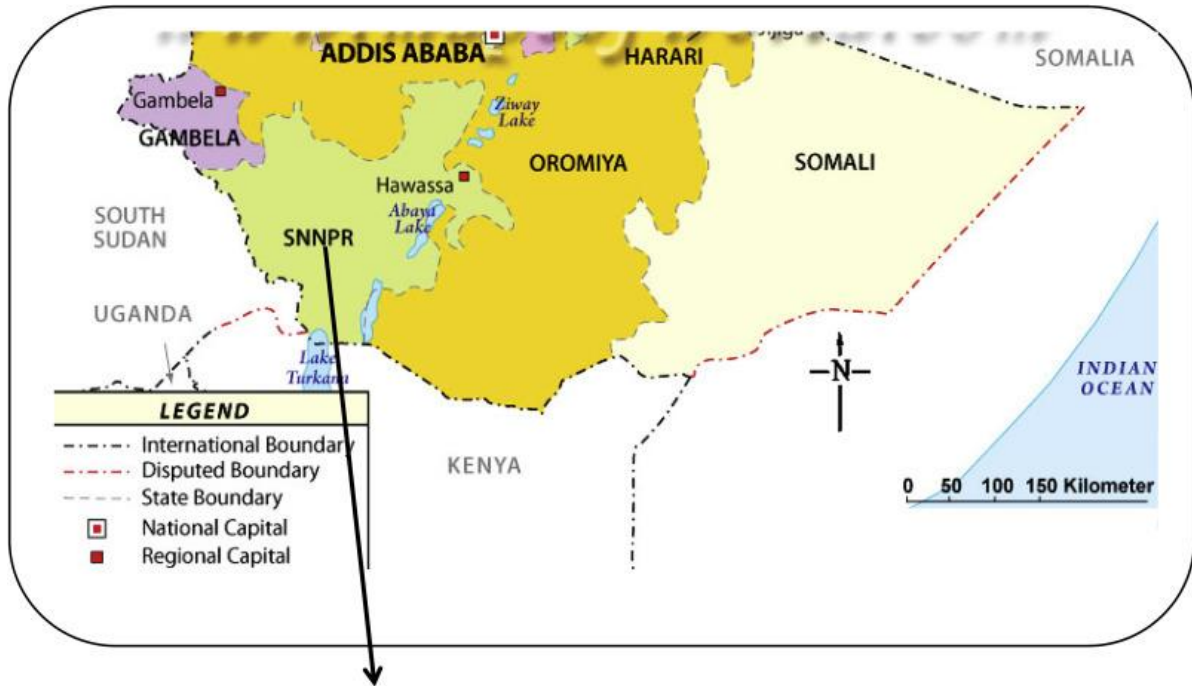 ADDIS ABABA
HARARI
SOMALIA
Gambela
GAMBELA
Ziway
Lake
OROMIYA
SOMALI
Hawassa
Abaya
Lake
SOUTH
SUDAN
SNNPR
UGANDA
Lake
Turkana
N
INDIAN
OCEAN
KENYA
LEGEND
International Boundary
Disputed Boundary
State Boundary
National Capital
Regional Capital
0 50 100 150 Kilometer